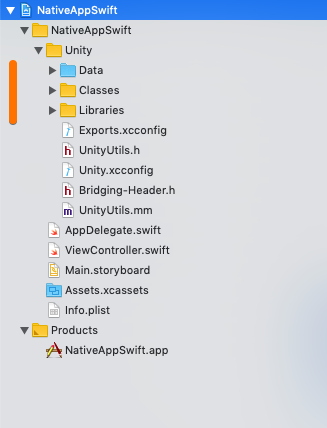 NativeAppSwift
NativeAppSwift
Unity
Data
Classes
Libraries
Exports.xcconfig
UnityUtils.h
Unity.xcconfig
Bridging-Header.h
UnityUtils.mm
AppDelegate.swift
ViewController.swift
Main.storyboard
Assets.xcassets
Info.plist
Products
NativeAppSwift.app